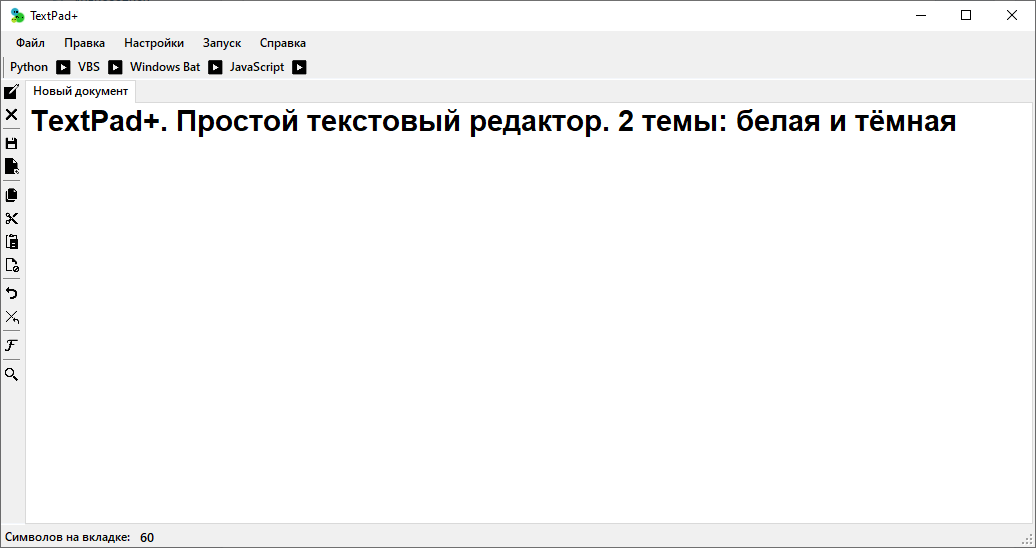 TextPad+
Файл Правка Настройки Запуск Справка
Python VBS Windows Bat JavaScript
Новый документ
TextPad+. Простой текстовый редактор. 2 темы: белая и тёмная
Символов на вкладке: 60